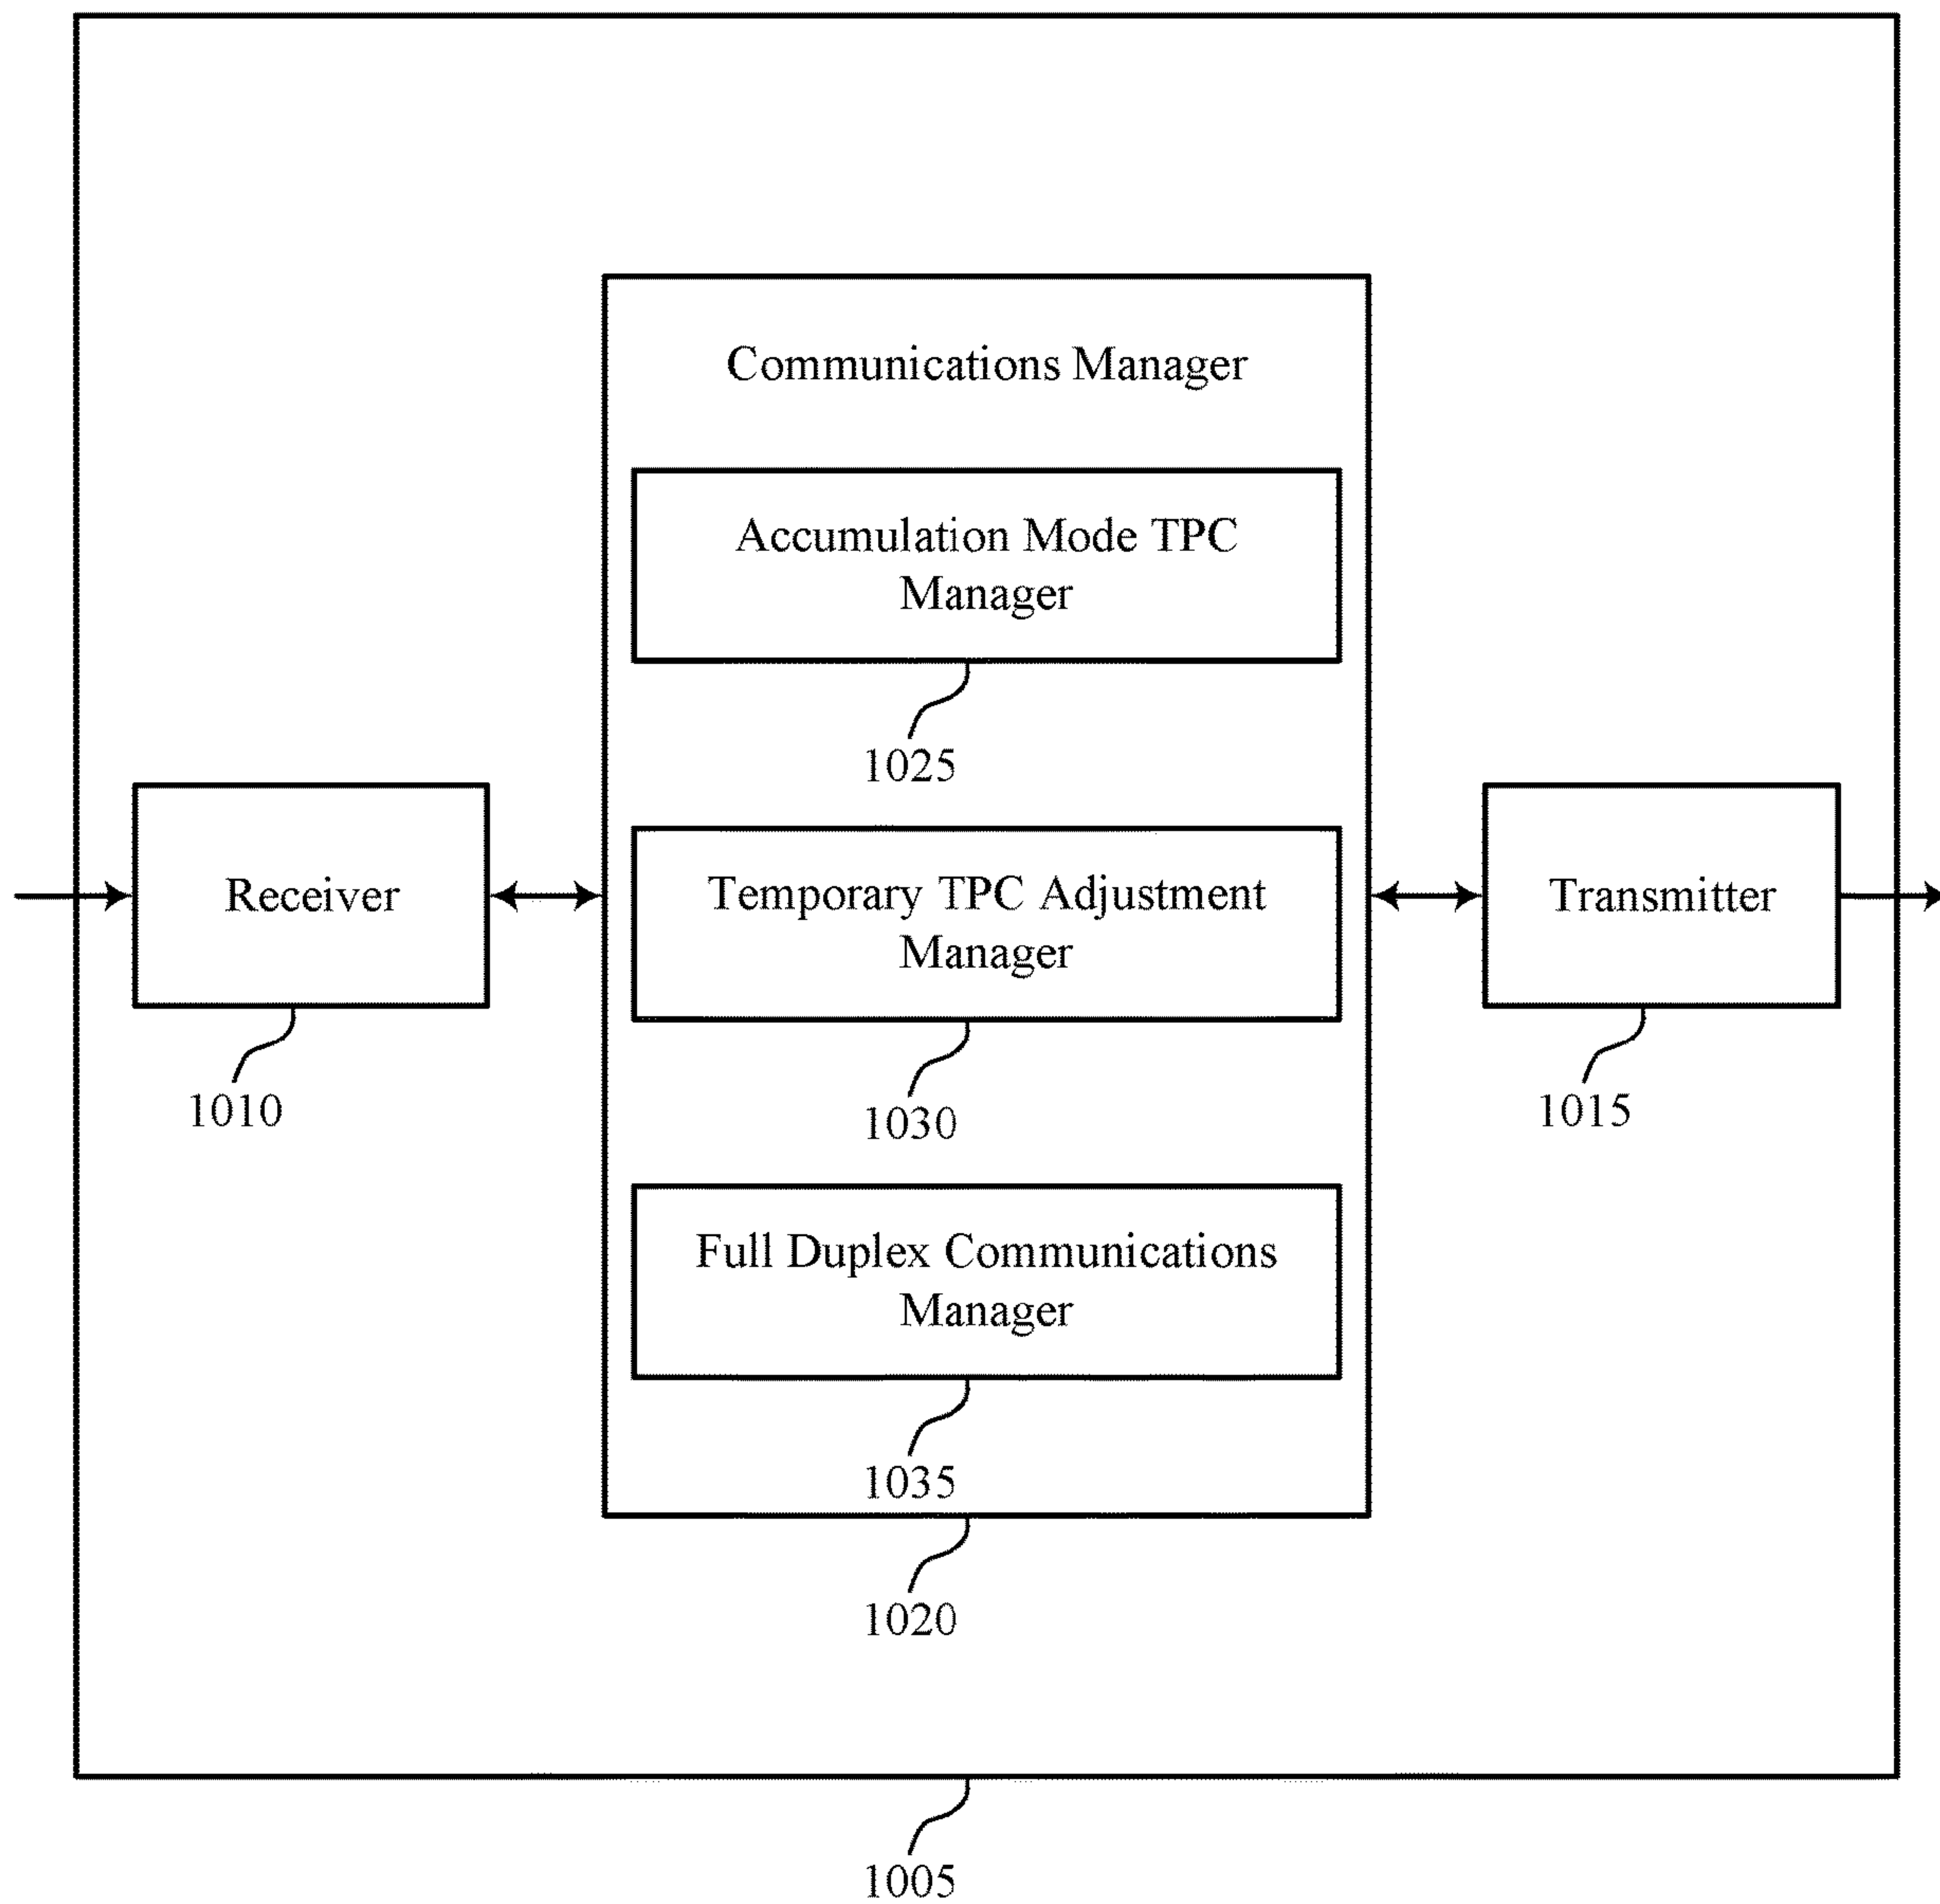 Communications Manager
Accumulation Mode TPC
Manager
1025
Receiver
1010
Temporary TPC Adjustment
Manager
1030
Transmitter
1015
Full Duplex Communications
Manager
1035
1020
1005